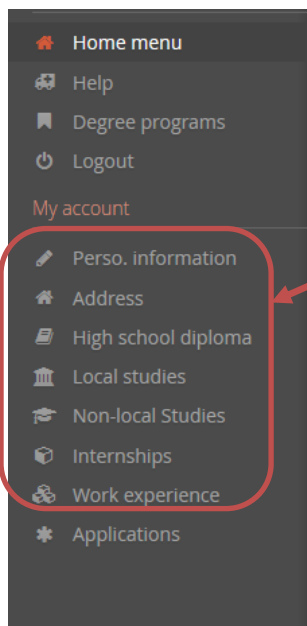 Home menu
Help
Degree programs
Logout
My account
Perso. information
Address
High school diploma
Local studies
Non-local Studies
Internships
Work experience
Applications